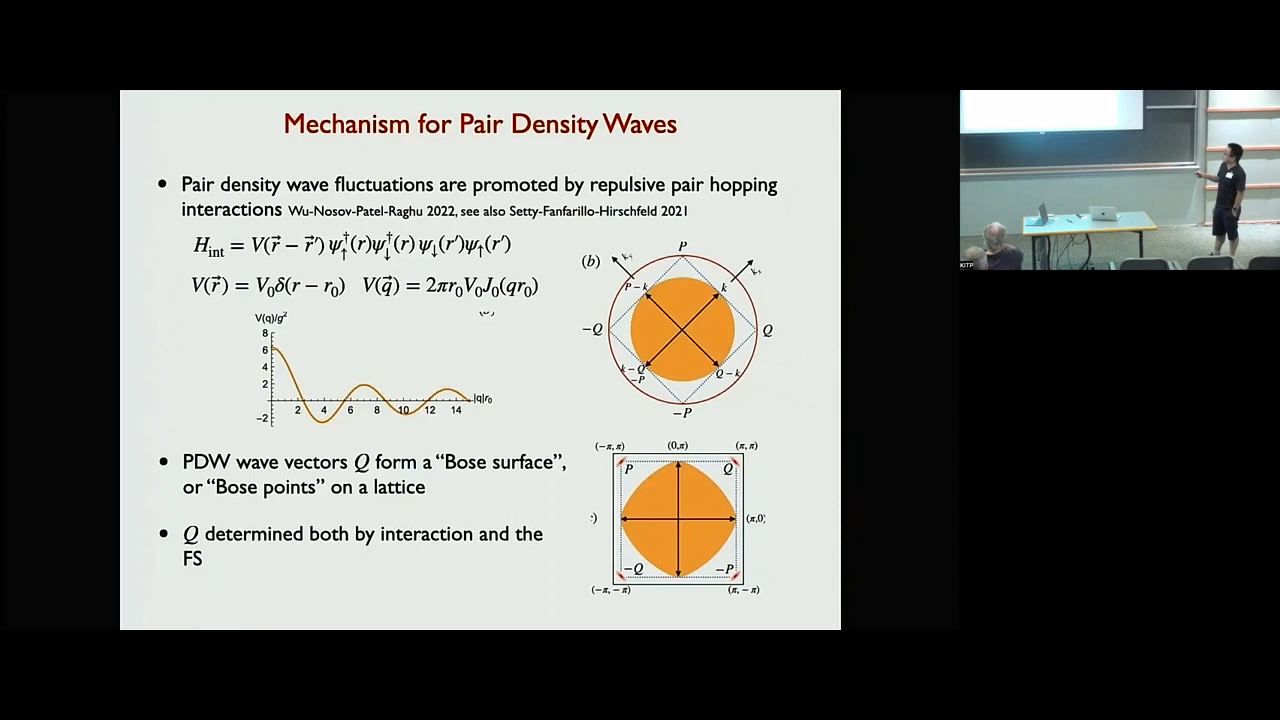 Mechanism for Pair Density Waves
• Pair density wave fluctuations are promoted by repulsive pair hopping
interactions Wu-Nosov-Patel-Raghu 2022, see also Setty-Fanfarillo-Hirschfeld 2021
H_int = V(r⃗ − r⃗′) ψ↑†(r)ψ↓†(r) ψ↓(r′)ψ↑(r′)
V(r⃗) = V₀δ(r − r₀) V(q⃗) = 2πr₀V₀J₀(qr₀)
V(q)/g²
8
6
4
2
−2
2 4 6 8 10 12 14
|q|r₀
(b)
P
k_y
k_x
P − k
k
−Q
Q
k − Q
−P
Q − k
−P
• PDW wave vectors Q form a “Bose surface”,
or “Bose points” on a lattice
• Q determined both by interaction and the
FS
(−π, π) (0,π) (π, π)
P Q
:) (π,0)
−Q −P
(−π, − π) (π, − π)
KITP